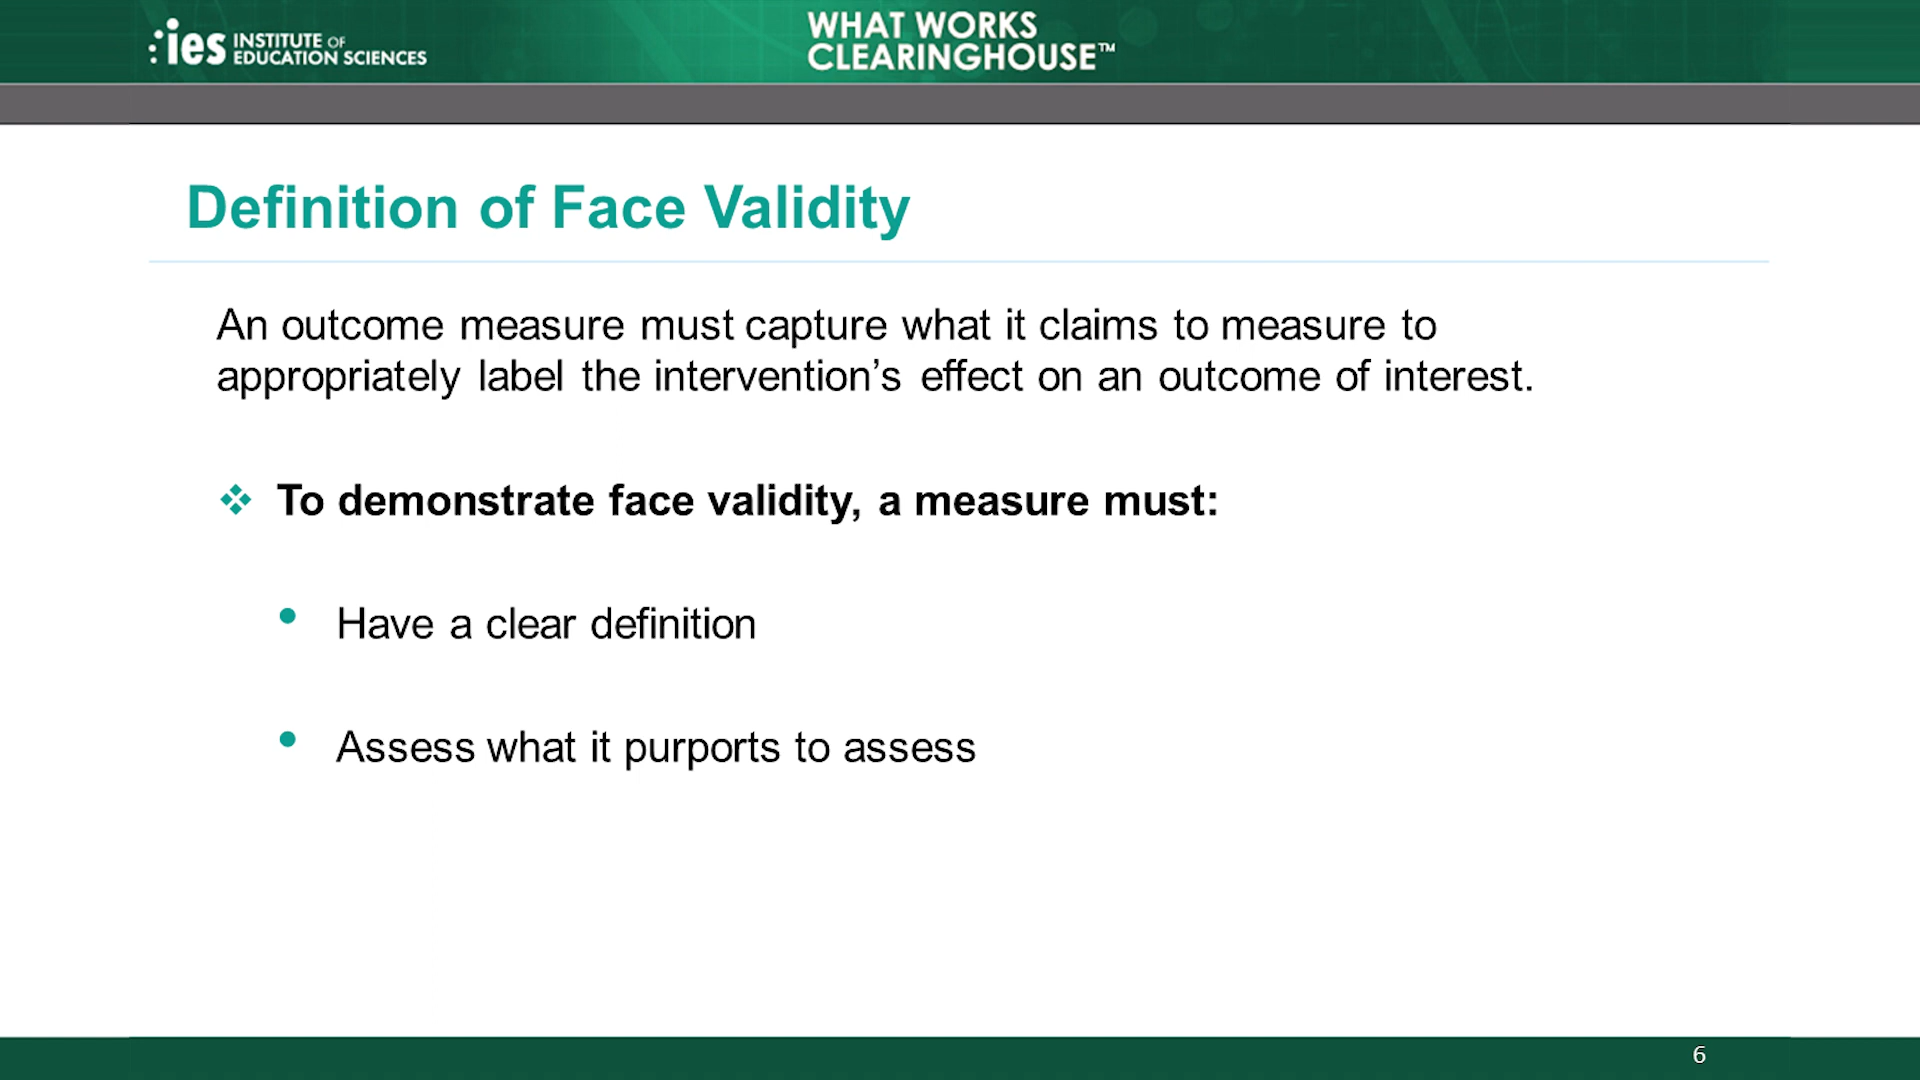 ies INSTITUTE OF
EDUCATION SCIENCES
WHAT WORKS
CLEARINGHOUSE™
Definition of Face Validity
An outcome measure must capture what it claims to measure to
appropriately label the intervention’s effect on an outcome of interest.
❖ To demonstrate face validity, a measure must:
• Have a clear definition
• Assess what it purports to assess
6